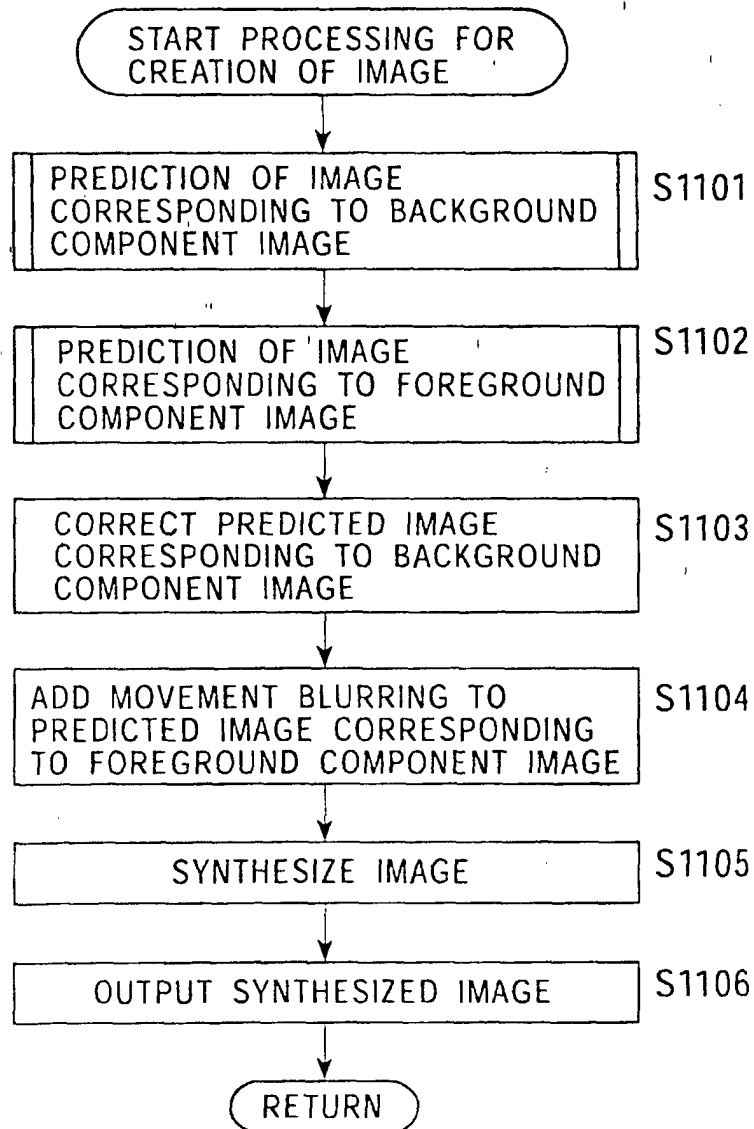 START PROCESSING FOR
CREATION OF IMAGE
PREDICTION OF IMAGE
CORRESPONDING TO BACKGROUND
COMPONENT IMAGE
S1101
PREDICTION OF IMAGE
CORRESPONDING TO FOREGROUND
COMPONENT IMAGE
S1102
CORRECT PREDICTED IMAGE
CORRESPONDING TO BACKGROUND
COMPONENT IMAGE
S1103
ADD MOVEMENT BLURRING TO
PREDICTED IMAGE CORRESPONDING
TO FOREGROUND COMPONENT IMAGE
S1104
SYNTHESIZE IMAGE
S1105
OUTPUT SYNTHESIZED IMAGE
S1106
RETURN